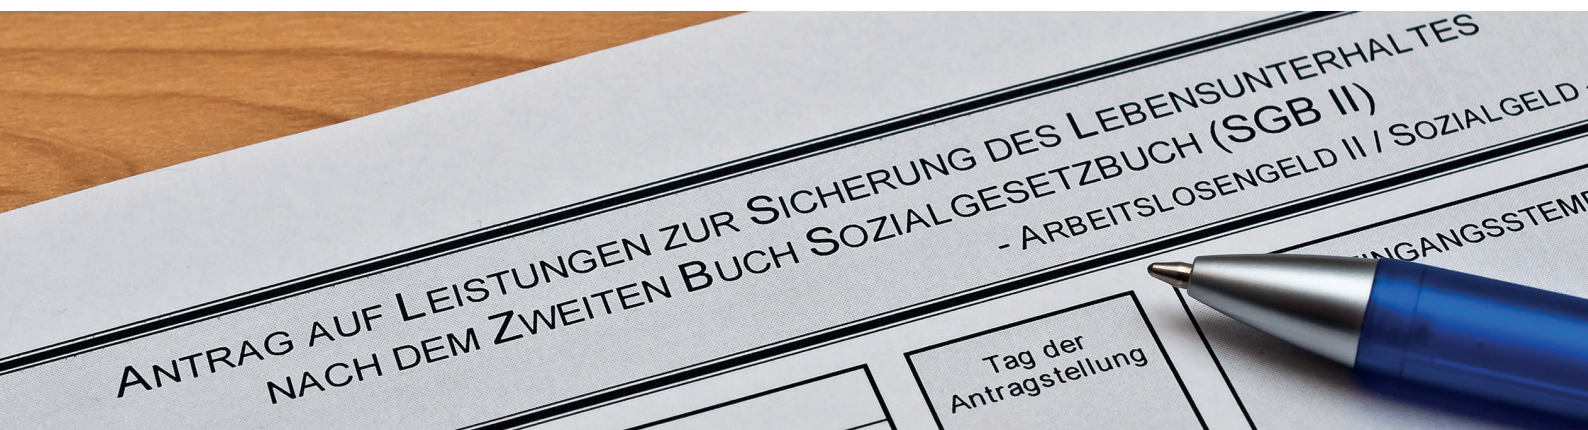 ANTRAG AUF LEISTUNGEN ZUR SICHERUNG DES LEBENSUNTERHALTES
NACH DEM ZWEITEN BUCH SOZIALGESETZBUCH (SGB II)
- ARBEITSLOSENGELD II / SOZIALGELD -
Tag der
Antragstellung